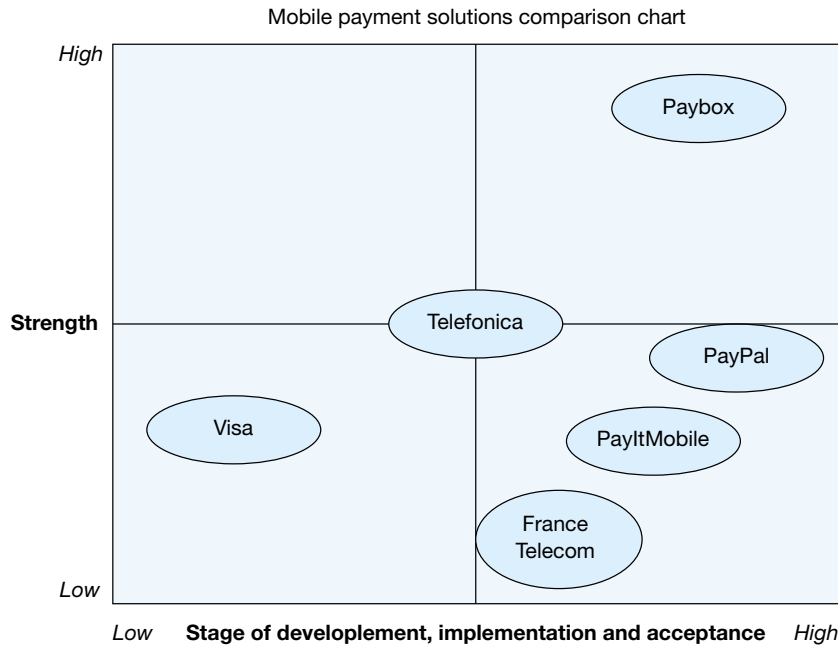 Mobile payment solutions comparison chart
High
Paybox
Strength
Telefonica
PayPal
Visa
PayItMobile
France
Telecom
Low
Low Stage of developlement, implementation and acceptance High